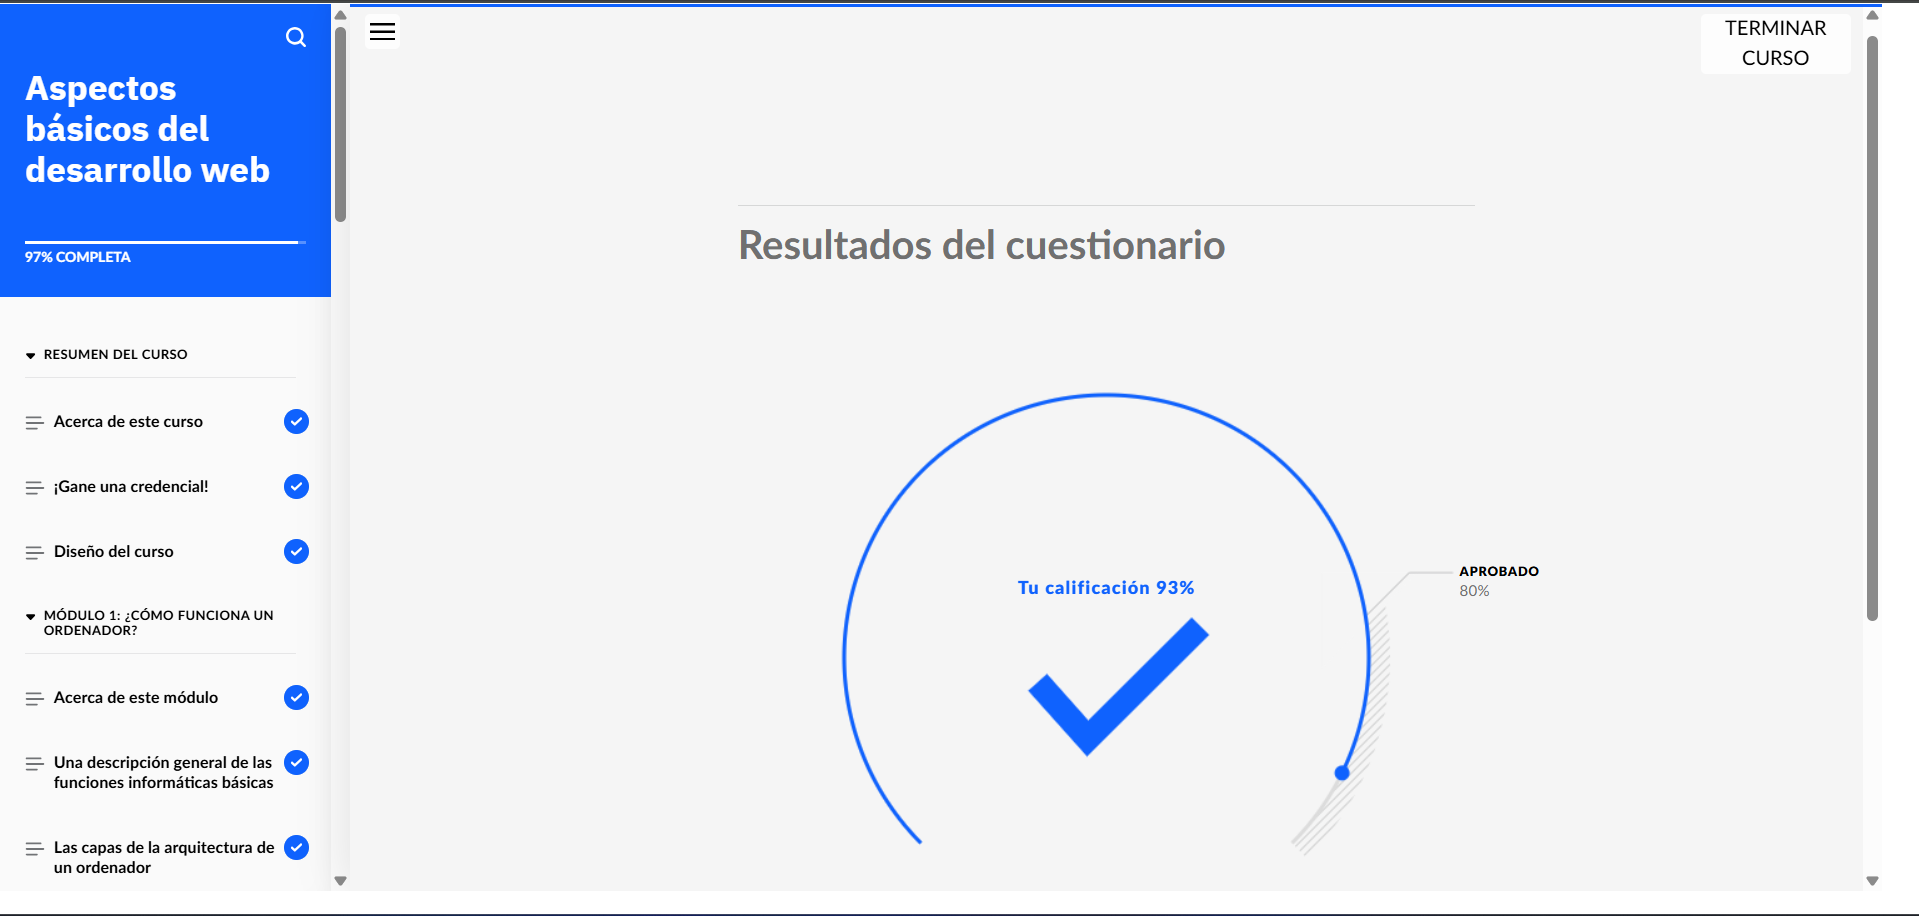 Aspectos
básicos del
desarrollo web
97% COMPLETA
RESUMEN DEL CURSO
Acerca de este curso
¡Gane una credencial!
Diseño del curso
MÓDULO 1: ¿CÓMO FUNCIONA UN
ORDENADOR?
Acerca de este módulo
Una descripción general de las
funciones informáticas básicas
Las capas de la arquitectura de
un ordenador
TERMINAR
CURSO
Resultados del cuestionario
Tu calificación 93%
APROBADO
80%